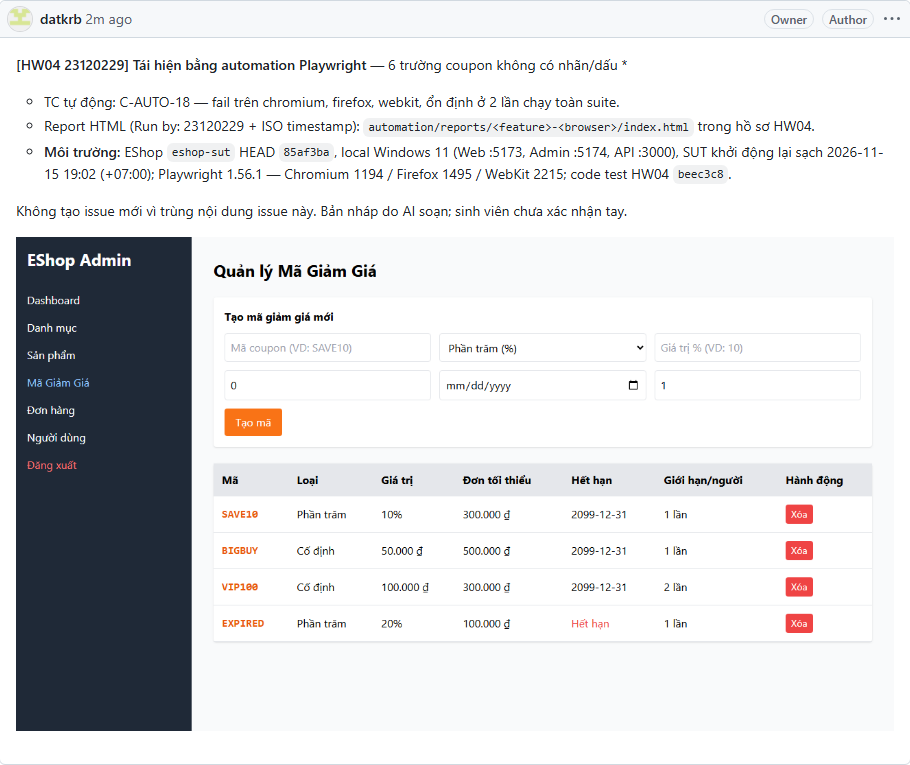 datkrb 2m ago Owner Author ...
[HW04 23120229] Tái hiện bằng automation Playwright — 6 trường coupon không có nhãn/dấu *
TC tự động: C-AUTO-18 — fail trên chromium, firefox, webkit, ổn định ở 2 lần chạy toàn suite.
Report HTML (Run by: 23120229 + ISO timestamp): automation/reports/<feature>-<browser>/index.html trong hồ sơ HW04.
Môi trường: EShop eshop-sut HEAD 85af3ba , local Windows 11 (Web :5173, Admin :5174, API :3000), SUT khởi động lại sạch 2026-11-
15 19:02 (+07:00); Playwright 1.56.1 — Chromium 1194 / Firefox 1495 / WebKit 2215; code test HW04 beec3c8 .
Không tạo issue mới vì trùng nội dung issue này. Bản nháp do AI soạn; sinh viên chưa xác nhận tay.
EShop Admin
Dashboard
Danh mục
Sản phẩm
Mã Giảm Giá
Đơn hàng
Người dùng
Đăng xuất
Quản lý Mã Giảm Giá
Tạo mã giảm giá mới
Mã coupon (VD: SAVE10) Phần trăm (%) Giá trị % (VD: 10)
0 mm/dd/yyyy 1
Tạo mã
Mã Loại Giá trị Đơn tối thiểu Hết hạn Giới hạn/người Hành động
SAVE10 Phần trăm 10% 300.000 ₫ 2099-12-31 1 lần Xóa
BIGBUY Cố định 50.000 ₫ 500.000 ₫ 2099-12-31 1 lần Xóa
VIP100 Cố định 100.000 ₫ 300.000 ₫ 2099-12-31 2 lần Xóa
EXPIRED Phần trăm 20% 100.000 ₫ Hết hạn 1 lần Xóa